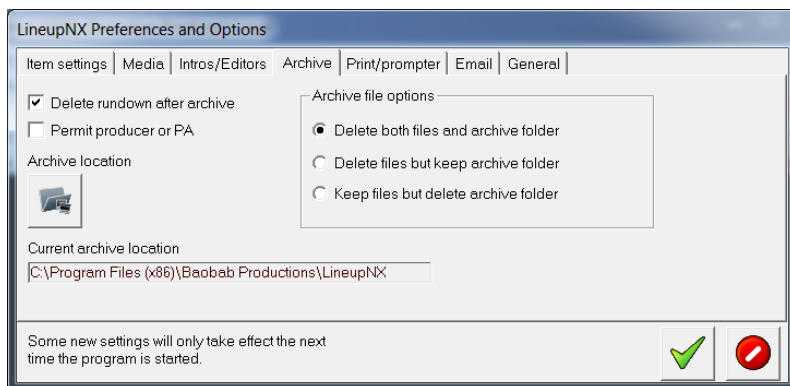 LineupNX Preferences and Options
Item settings Media Intros/Editors Archive Print/prompter Email General
Delete rundown after archive
Permit producer or PA
Archive location
Archive file options
Delete both files and archive folder
Delete files but keep archive folder
Keep files but delete archive folder
Current archive location
C:\Program Files (x86)\Baobab Productions\LineupNX
Some new settings will only take effect the next
time the program is started.